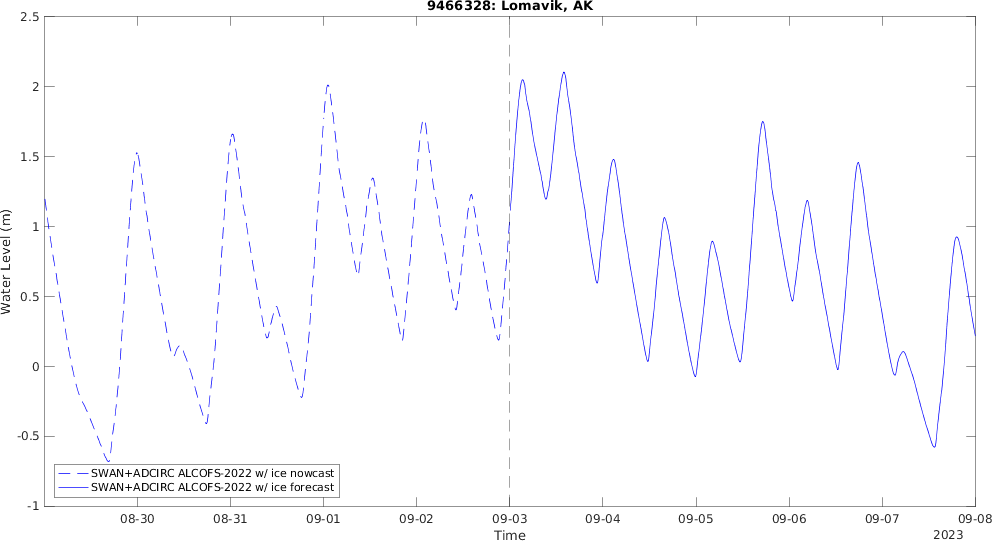 9466328: Lomavik, AK
Water Level (m)
2.5
2
1.5
1
0.5
0
-0.5
-1
SWAN+ADCIRC ALCOFS-2022 w/ ice nowcast
SWAN+ADCIRC ALCOFS-2022 w/ ice forecast
08-30 08-31 09-01 09-02 09-03 09-04 09-05 09-06 09-07 09-08
Time
2023